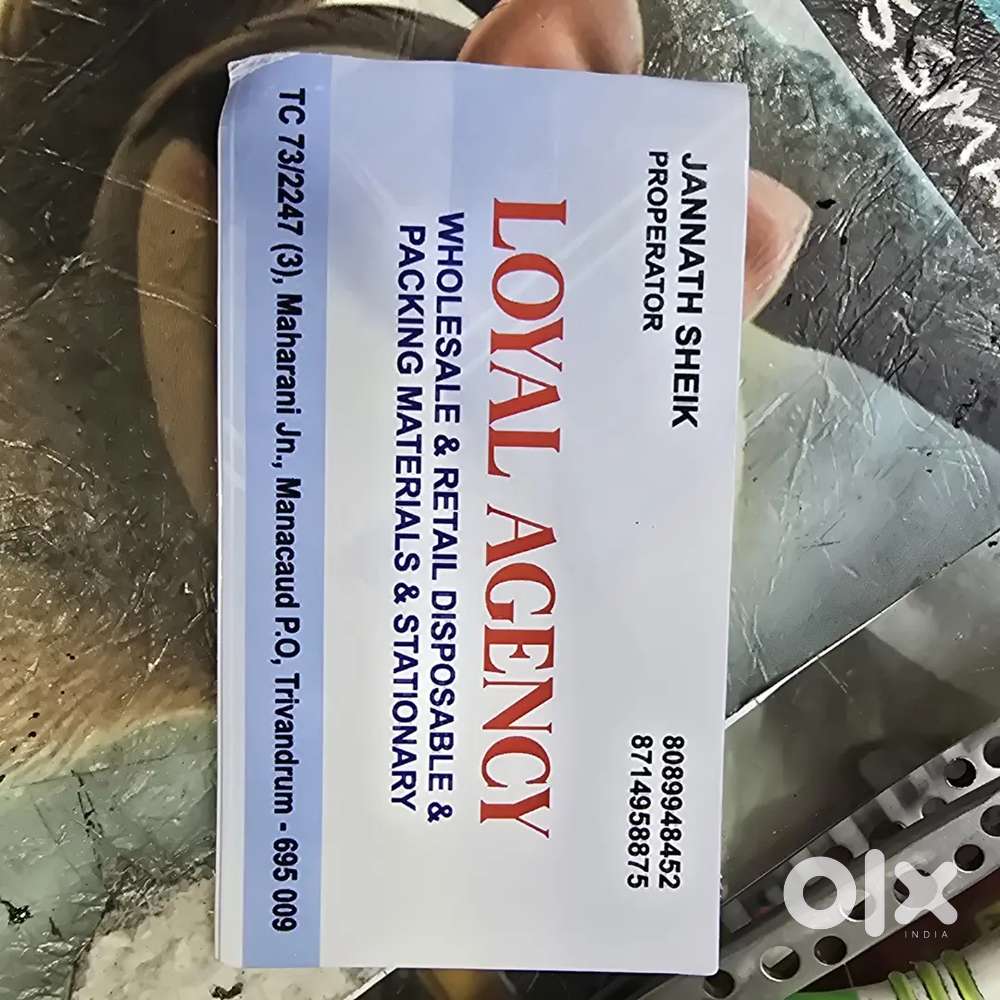 JANNATH SHEIK
PROPERATOR
8089948452
8714958875
LOYAL AGENCY
WHOLESALE & RETAIL DISPOSABLE &
PACKING MATERIALS & STATIONARY
TC 73/2247 (3), Maharani Jn., Manacaud P.O, Trivandrum - 695 009
olx
INDIA